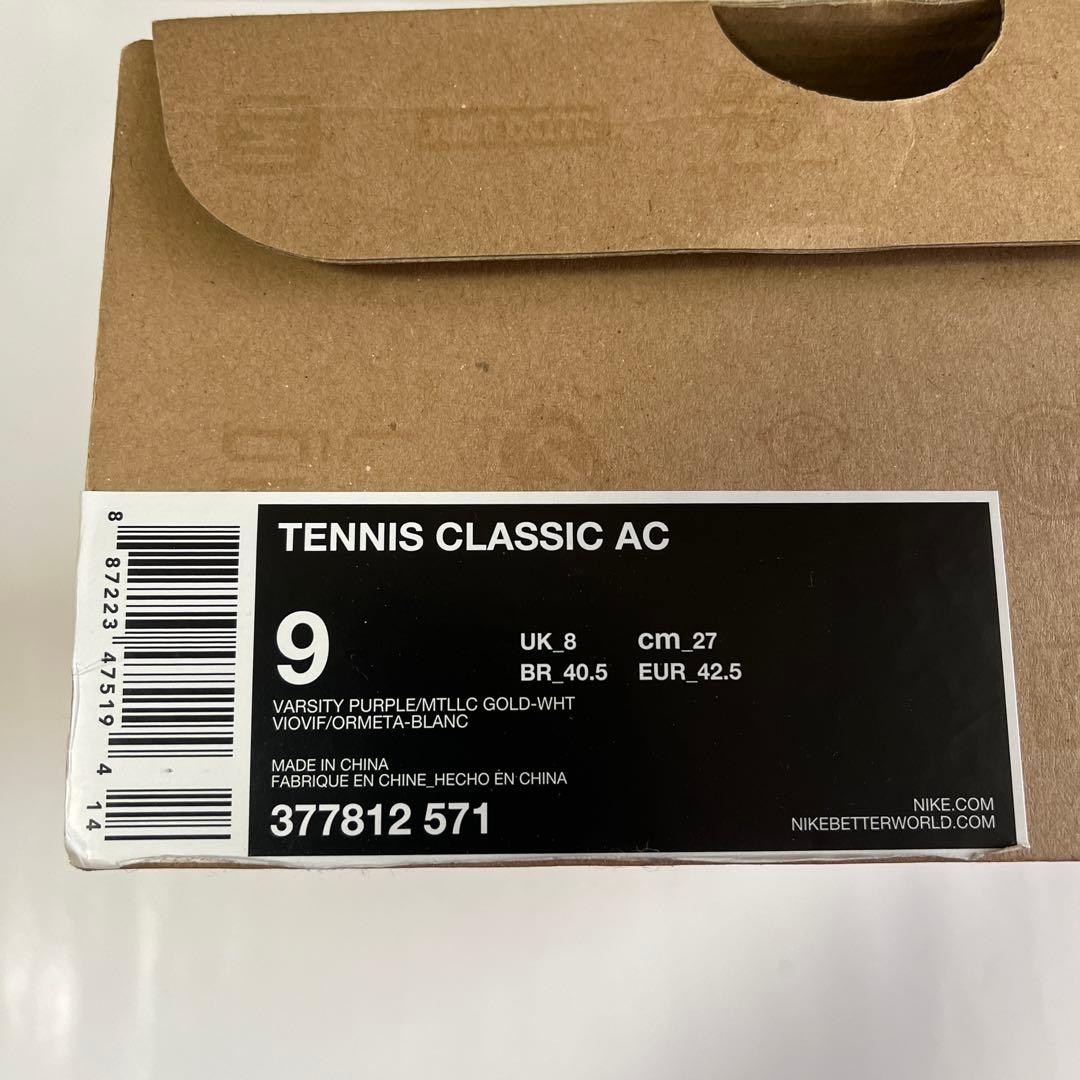 TENNIS CLASSIC AC
9
UK_8 cm_27
BR_40.5 EUR_42.5
VARSITY PURPLE/MTLLC GOLD-WHT
VIOVIF/ORMETA-BLANC
MADE IN CHINA
FABRIQUE EN CHINE_HECHO EN CHINA
377812 571
NIKE.COM
NIKEBETTERWORLD.COM
8 87223 47519 4 14